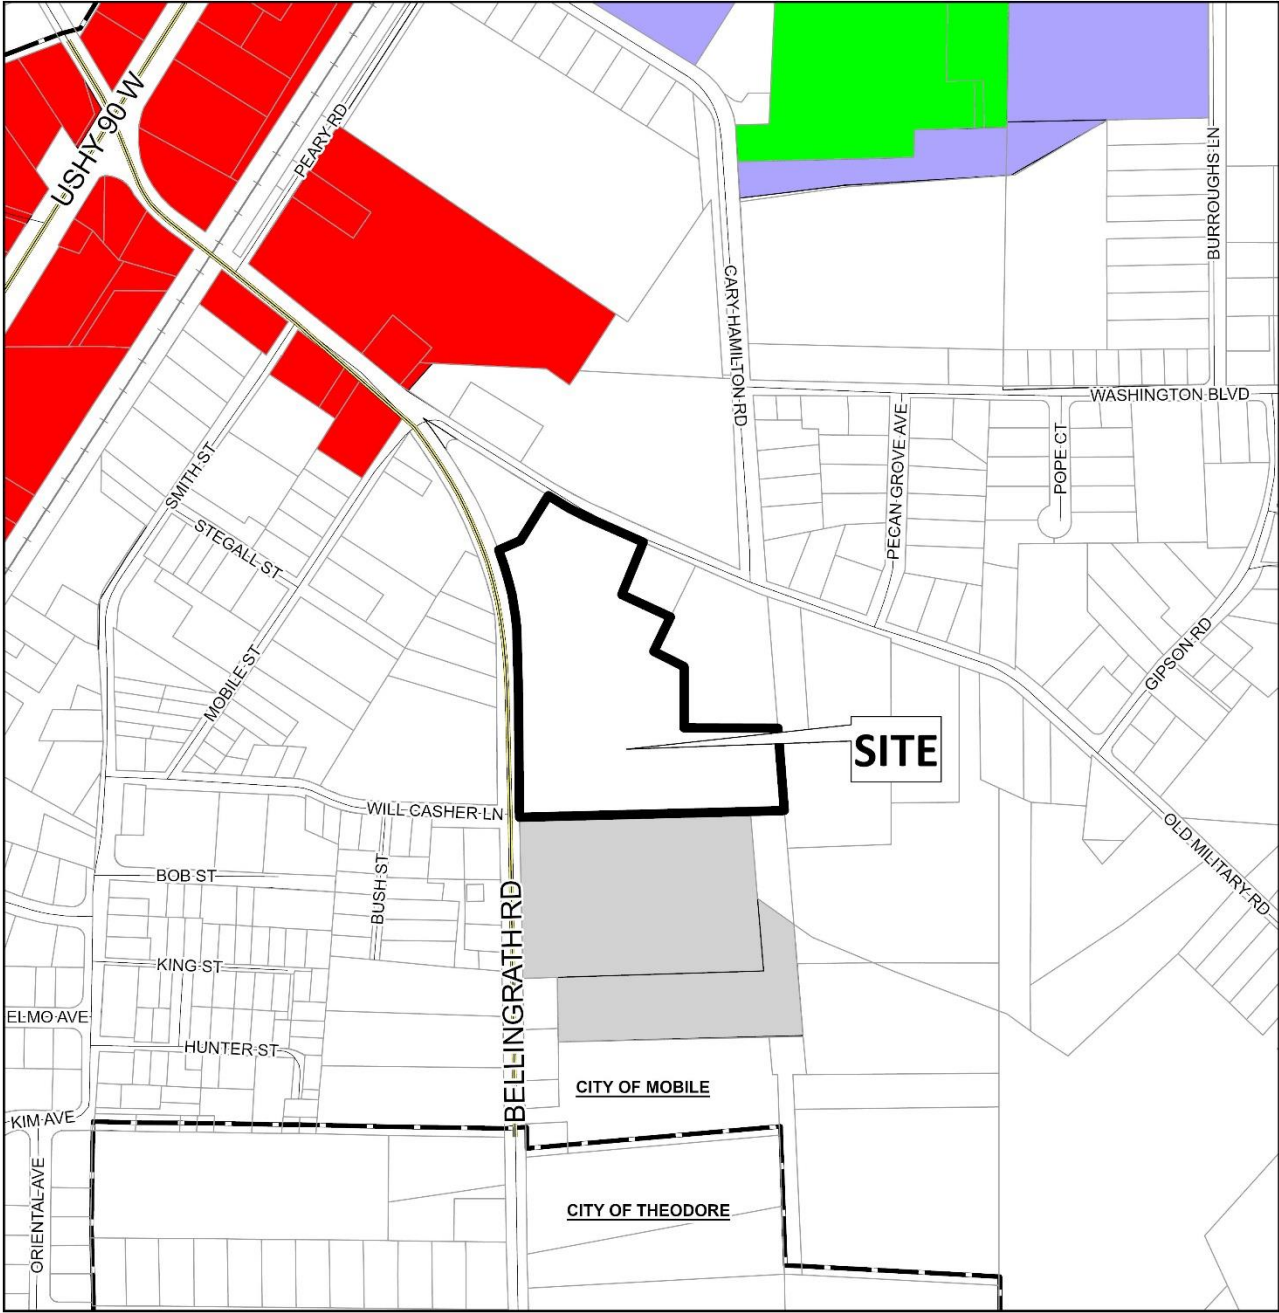 USHY 90 W
PEARY RD
BURROUGHS LN
CARY HAMILTON RD
WASHINGTON BLVD
PECAN GROVE AVE
POPE CT
SMITH ST
STEGALL ST
GIPSON RD
MOBILE ST
SITE
WILL CASHER LN
OLD MILITARY RD
BOB ST
BUSH ST
BELLINGRATH RD
KING ST
ELMO AVE
HUNTER ST
CITY OF MOBILE
KIM AVE
ORIENTAL AVE
CITY OF THEODORE